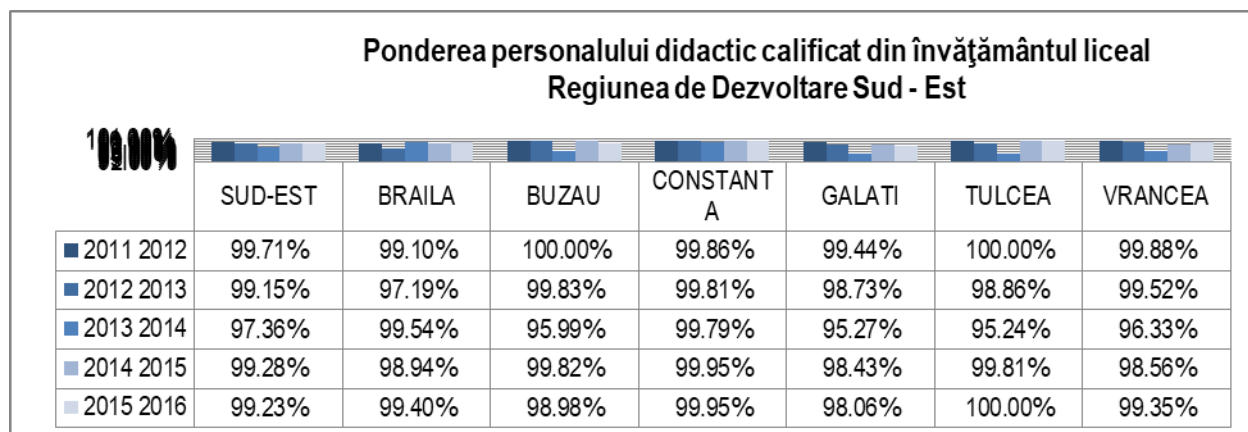 Ponderea personalului didactic calificat din învăţământul liceal
Regiunea de Dezvoltare Sud - Est
SUD-EST BRAILA BUZAU CONSTANT A GALATI TULCEA VRANCEA
2011 2012 99.71% 99.10% 100.00% 99.86% 99.44% 100.00% 99.88%
2012 2013 99.15% 97.19% 99.83% 99.81% 98.73% 98.86% 99.52%
2013 2014 97.36% 99.54% 95.99% 99.79% 95.27% 95.24% 96.33%
2014 2015 99.28% 98.94% 99.82% 99.95% 98.43% 99.81% 98.56%
2015 2016 99.23% 99.40% 98.98% 99.95% 98.06% 100.00% 99.35%